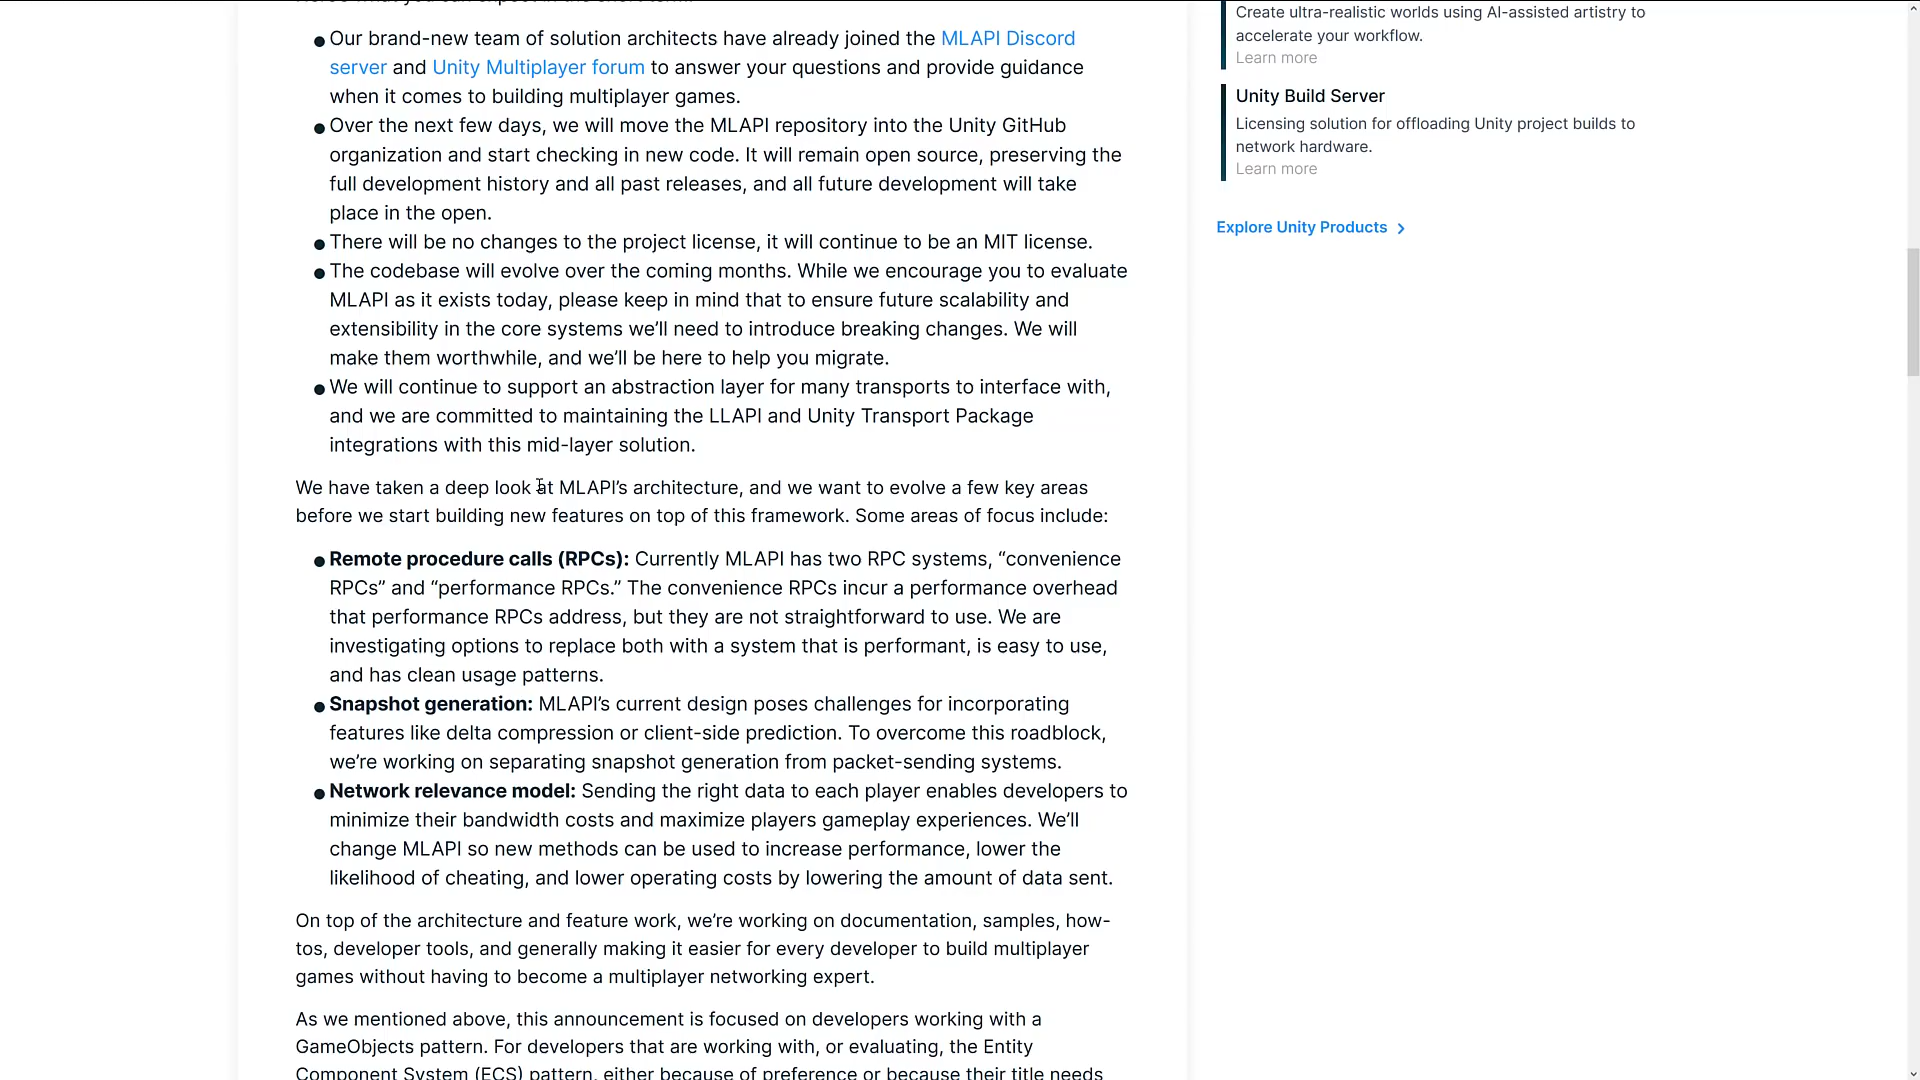 Our brand-new team of solution architects have already joined the MLAPI Discord
server and Unity Multiplayer forum to answer your questions and provide guidance
when it comes to building multiplayer games.
Over the next few days, we will move the MLAPI repository into the Unity GitHub
organization and start checking in new code. It will remain open source, preserving the
full development history and all past releases, and all future development will take
place in the open.
There will be no changes to the project license, it will continue to be an MIT license.
The codebase will evolve over the coming months. While we encourage you to evaluate
MLAPI as it exists today, please keep in mind that to ensure future scalability and
extensibility in the core systems we’ll need to introduce breaking changes. We will
make them worthwhile, and we’ll be here to help you migrate.
We will continue to support an abstraction layer for many transports to interface with,
and we are committed to maintaining the LLAPI and Unity Transport Package
integrations with this mid-layer solution.
We have taken a deep look at MLAPI’s architecture, and we want to evolve a few key areas
before we start building new features on top of this framework. Some areas of focus include:
Remote procedure calls (RPCs): Currently MLAPI has two RPC systems, “convenience
RPCs” and “performance RPCs.” The convenience RPCs incur a performance overhead
that performance RPCs address, but they are not straightforward to use. We are
investigating options to replace both with a system that is performant, is easy to use,
and has clean usage patterns.
Snapshot generation: MLAPI’s current design poses challenges for incorporating
features like delta compression or client-side prediction. To overcome this roadblock,
we’re working on separating snapshot generation from packet-sending systems.
Network relevance model: Sending the right data to each player enables developers to
minimize their bandwidth costs and maximize players gameplay experiences. We’ll
change MLAPI so new methods can be used to increase performance, lower the
likelihood of cheating, and lower operating costs by lowering the amount of data sent.
On top of the architecture and feature work, we’re working on documentation, samples, how-
tos, developer tools, and generally making it easier for every developer to build multiplayer
games without having to become a multiplayer networking expert.
As we mentioned above, this announcement is focused on developers working with a
GameObjects pattern. For developers that are working with, or evaluating, the Entity
Component System (ECS) pattern, either because of preference or because their title needs
Create ultra-realistic worlds using AI-assisted artistry to
accelerate your workflow.
Learn more
Unity Build Server
Licensing solution for offloading Unity project builds to
network hardware.
Learn more
Explore Unity Products